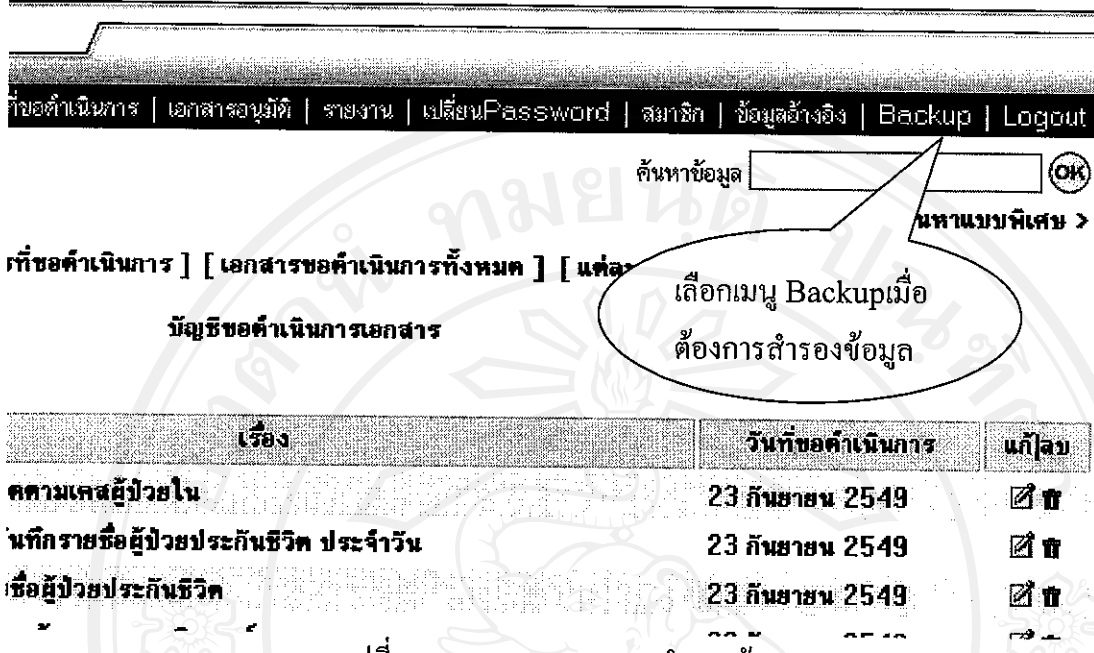 ที่ขอดำเนินการ | เอกสารอนุมัติ | รายงาน | เปลี่ยนPassword | สมาชิก | ข้อมูลอ้างอิง | Backup | Logout
ค้นหาข้อมูล OK
นหาแบบพิเศษ >
รที่ขอดำเนินการ ] [ เอกสารขอดำเนินการทั้งหมด ] [ แต่ละ
เลือกเมนู Backupเมื่อ
ต้องการสำรองข้อมูล
บัญชีขอดำเนินการเอกสาร
เรื่อง วันที่ขอดำเนินการ แก้|ลบ
ดตามเคสผู้ป่วยใน 23 กันยายน 2549
ันทึกรายชื่อผู้ป่วยประกันชีวิต ประจำวัน 23 กันยายน 2549
ยชื่อผู้ป่วยประกันชีวิต 23 กันยายน 2549